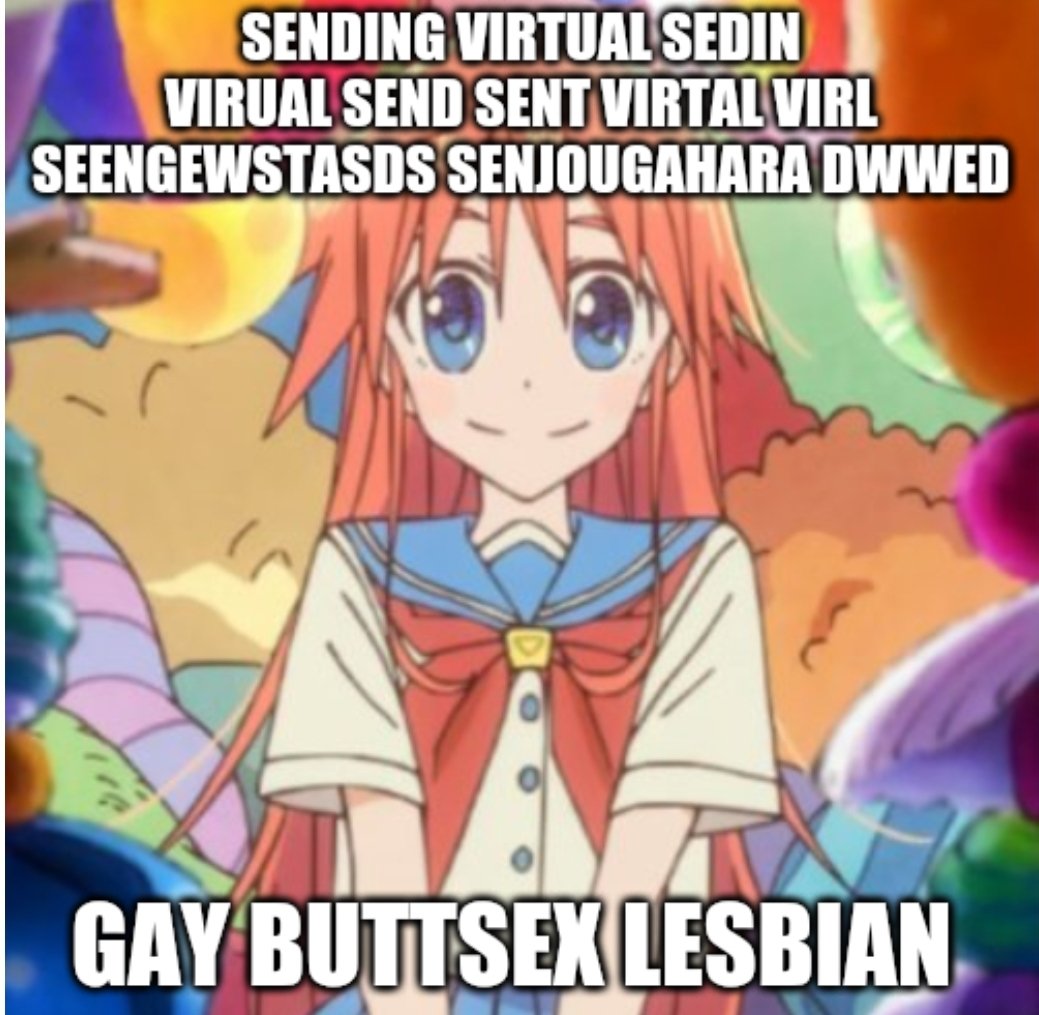 SENDING VIRTUAL SEDIN
VIRUAL SEND SENT VIRTAL VIRL
SEENGEWSTASDS SENJOUGAHARA DWWED
GAY BUTTSEX LESBIAN